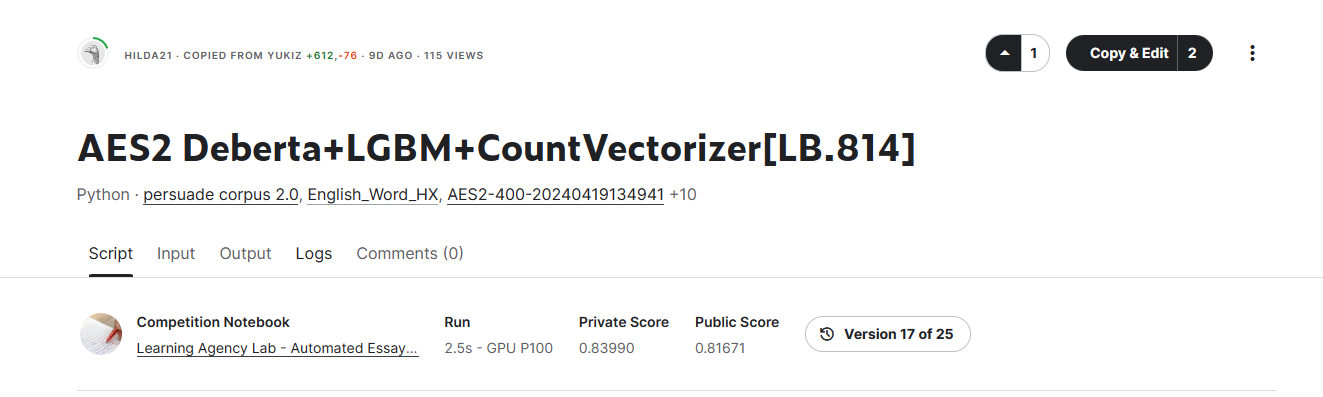 HILDA21 · COPIED FROM YUKIZ +612,-76 · 9D AGO · 115 VIEWS
1
Copy & Edit 2
AES2 Deberta+LGBM+CountVectorizer[LB.814]
Python · persuade corpus 2.0, English_Word_HX, AES2-400-20240419134941 +10
Script Input Output Logs Comments (0)
Competition Notebook Run Private Score Public Score
Learning Agency Lab - Automated Essay... 2.5s - GPU P100 0.83990 0.81671
Version 17 of 25